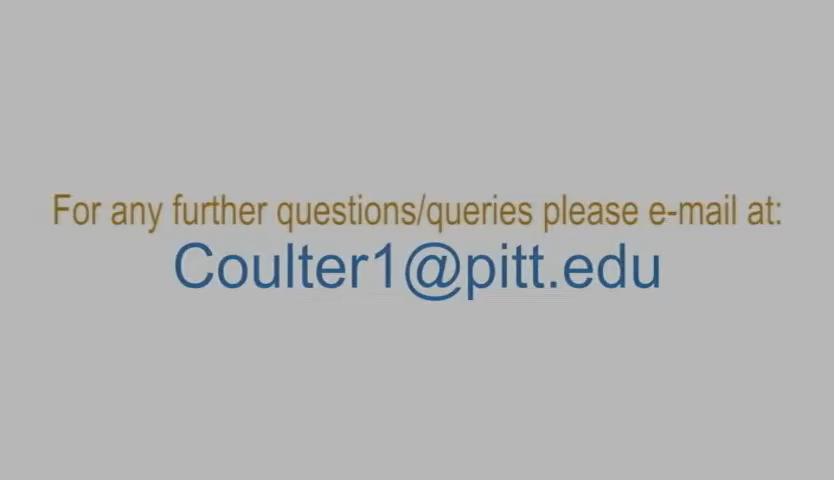 For any further questions/queries please e-mail at:
Coulter1@pitt.edu